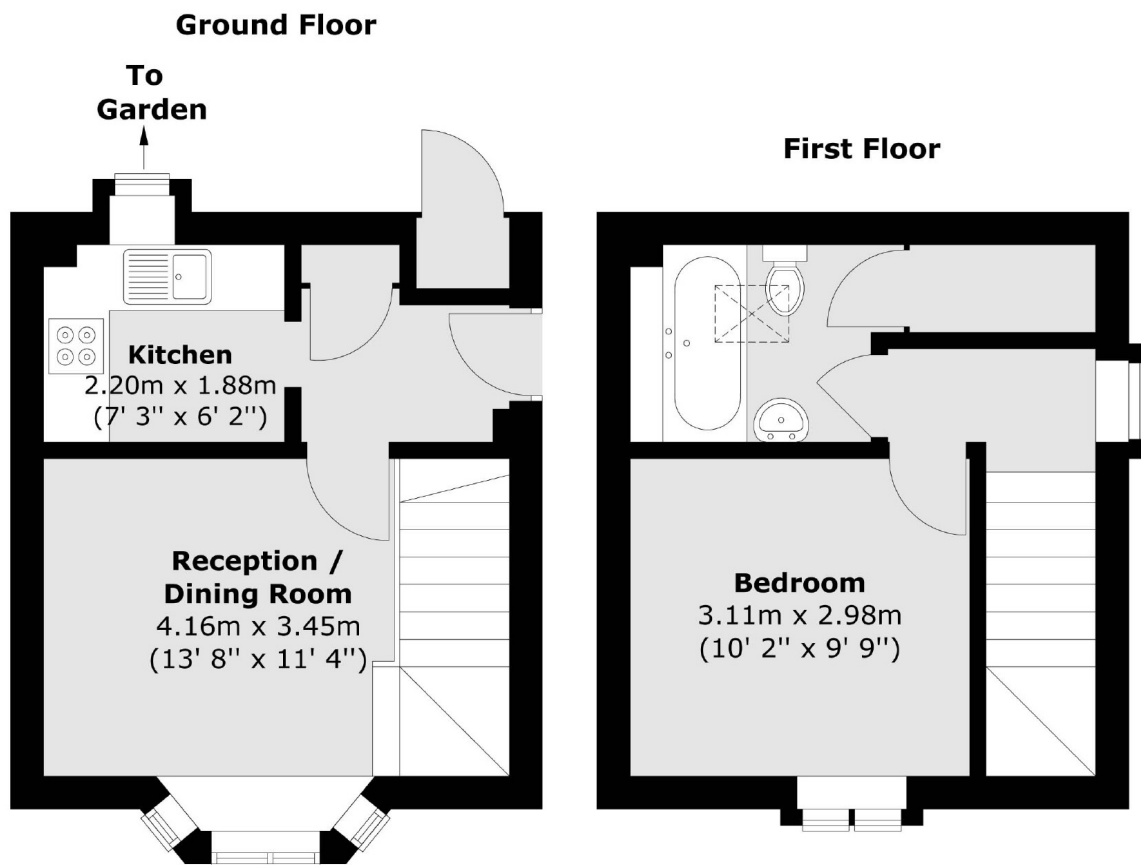 Ground Floor
To
Garden
Kitchen
2.20m x 1.88m
(7' 3'' x 6' 2'')
Reception /
Dining Room
4.16m x 3.45m
(13' 8'' x 11' 4'')
First Floor
Bedroom
3.11m x 2.98m
(10' 2'' x 9' 9'')